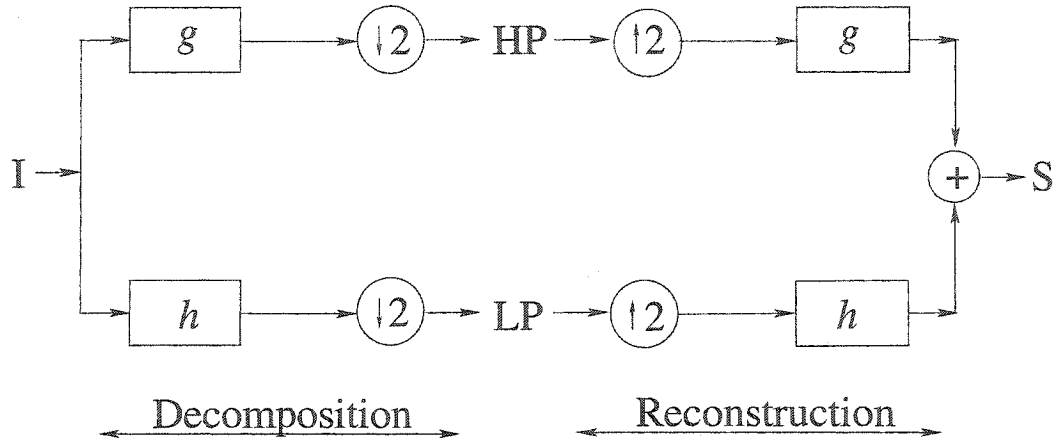 g ↓2 HP ↑2 g
I + S
h ↓2 LP ↑2 h
Decomposition Reconstruction